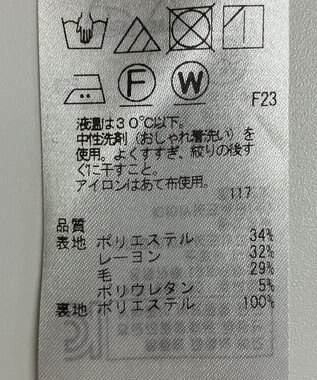 F W
F23
液温は30℃以下。
中性洗剤（おしゃれ着洗い）を
使用。よくすすぎ、絞りの後す
ぐに干すこと。
アイロンはあて布使用。
117
品質
表地 ポリエステル 34%
レーヨン 32%
毛 29%
ポリウレタン 5%
裏地 ポリエステル 100%